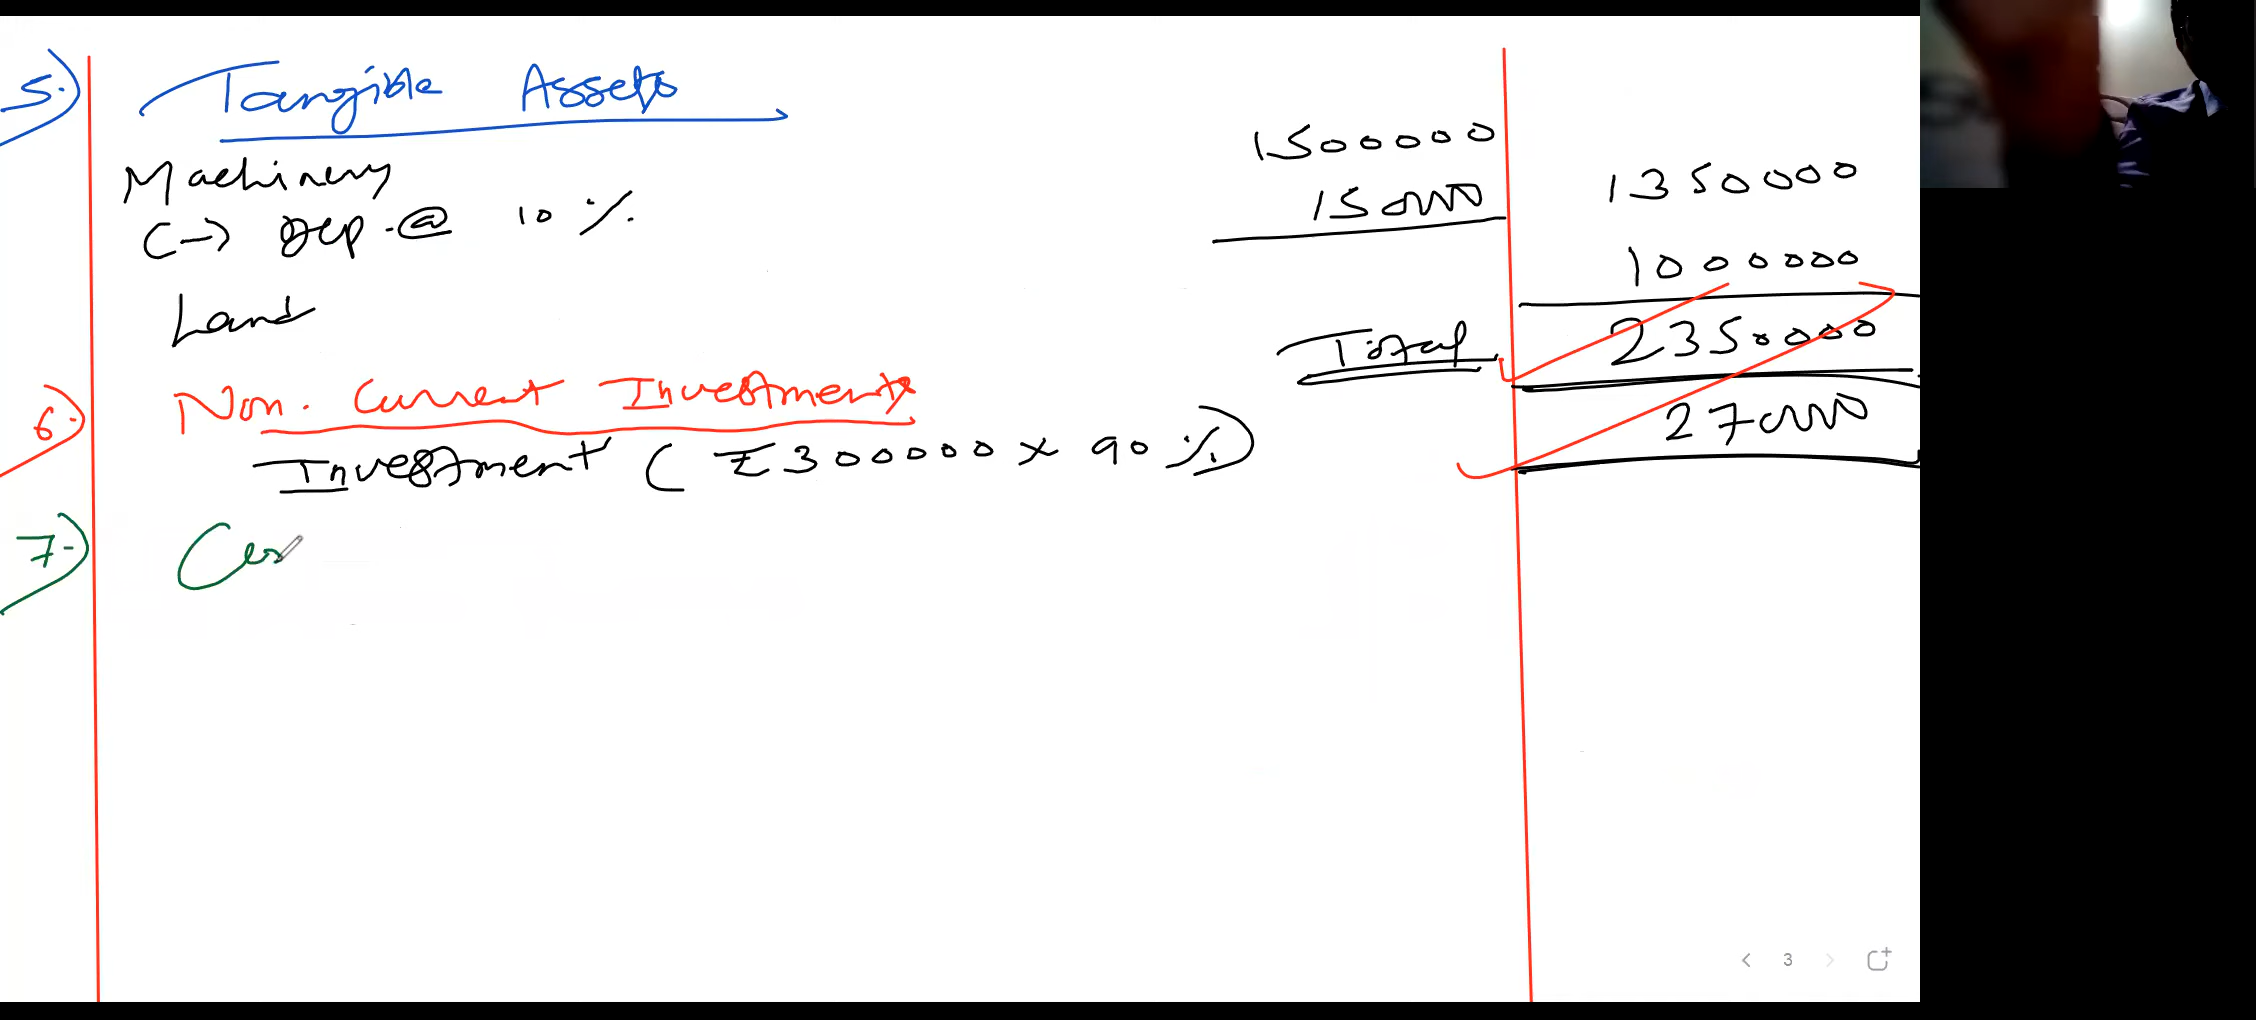 5.) Tangible Assets
Machinery 1500000
(-) Dep. @ 10 % 150000 1350000
Land 1000000
Total 2350000
6.) Non. Current Investments
Investment ( ₹300000 x 90 %) 270000
7.)
3